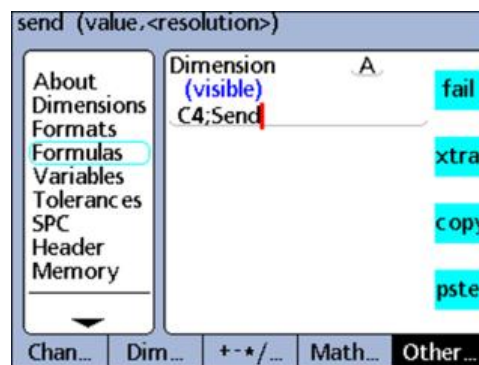 send (value,<resolution>)
About
Dimensions
Formats
Formulas
Variables
Tolerances
SPC
Header
Memory
Dimension A
(visible)
C4;Send
fail
xtra
copy
pste
Chan... Dim... +-*/... Math... Other...